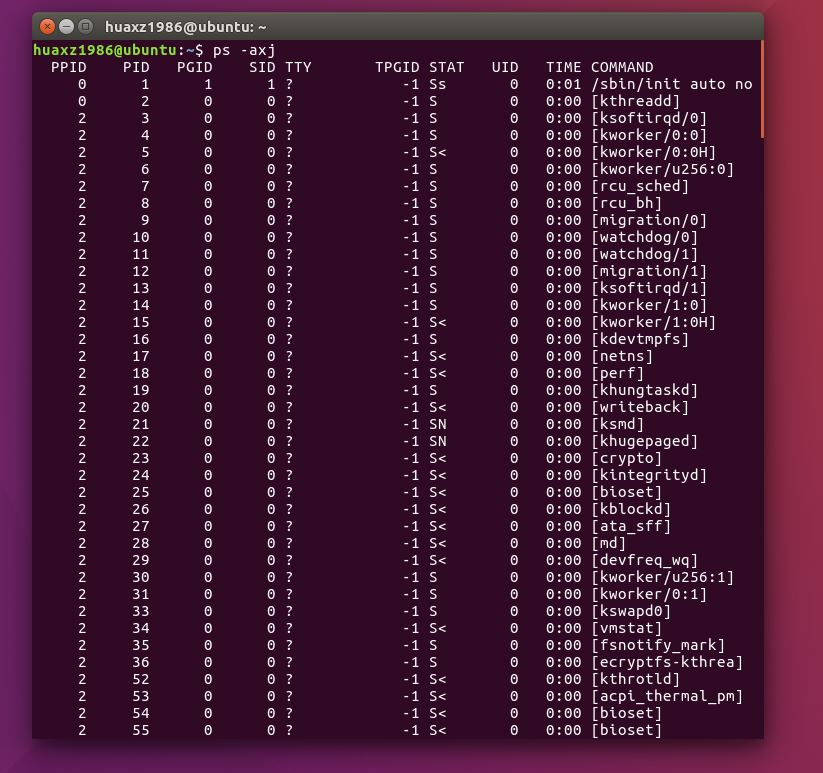 huaxz1986@ubuntu: ~
huaxz1986@ubuntu:~$ ps -axj
PPID PID PGID SID TTY TPGID STAT UID TIME COMMAND
0 1 1 1 ? -1 Ss 0 0:01 /sbin/init auto no
0 2 0 0 ? -1 S 0 0:00 [kthreadd]
2 3 0 0 ? -1 S 0 0:00 [ksoftirqd/0]
2 4 0 0 ? -1 S 0 0:00 [kworker/0:0]
2 5 0 0 ? -1 S< 0 0:00 [kworker/0:0H]
2 6 0 0 ? -1 S 0 0:00 [kworker/u256:0]
2 7 0 0 ? -1 S 0 0:00 [rcu_sched]
2 8 0 0 ? -1 S 0 0:00 [rcu_bh]
2 9 0 0 ? -1 S 0 0:00 [migration/0]
2 10 0 0 ? -1 S 0 0:00 [watchdog/0]
2 11 0 0 ? -1 S 0 0:00 [watchdog/1]
2 12 0 0 ? -1 S 0 0:00 [migration/1]
2 13 0 0 ? -1 S 0 0:00 [ksoftirqd/1]
2 14 0 0 ? -1 S 0 0:00 [kworker/1:0]
2 15 0 0 ? -1 S< 0 0:00 [kworker/1:0H]
2 16 0 0 ? -1 S 0 0:00 [kdevtmpfs]
2 17 0 0 ? -1 S< 0 0:00 [netns]
2 18 0 0 ? -1 S< 0 0:00 [perf]
2 19 0 0 ? -1 S 0 0:00 [khungtaskd]
2 20 0 0 ? -1 S< 0 0:00 [writeback]
2 21 0 0 ? -1 SN 0 0:00 [ksmd]
2 22 0 0 ? -1 SN 0 0:00 [khugepaged]
2 23 0 0 ? -1 S< 0 0:00 [crypto]
2 24 0 0 ? -1 S< 0 0:00 [kintegrityd]
2 25 0 0 ? -1 S< 0 0:00 [bioset]
2 26 0 0 ? -1 S< 0 0:00 [kblockd]
2 27 0 0 ? -1 S< 0 0:00 [ata_sff]
2 28 0 0 ? -1 S< 0 0:00 [md]
2 29 0 0 ? -1 S< 0 0:00 [devfreq_wq]
2 30 0 0 ? -1 S 0 0:00 [kworker/u256:1]
2 31 0 0 ? -1 S 0 0:00 [kworker/0:1]
2 33 0 0 ? -1 S 0 0:00 [kswapd0]
2 34 0 0 ? -1 S< 0 0:00 [vmstat]
2 35 0 0 ? -1 S 0 0:00 [fsnotify_mark]
2 36 0 0 ? -1 S 0 0:00 [ecryptfs-kthrea]
2 52 0 0 ? -1 S< 0 0:00 [kthrotld]
2 53 0 0 ? -1 S< 0 0:00 [acpi_thermal_pm]
2 54 0 0 ? -1 S< 0 0:00 [bioset]
2 55 0 0 ? -1 S< 0 0:00 [bioset]